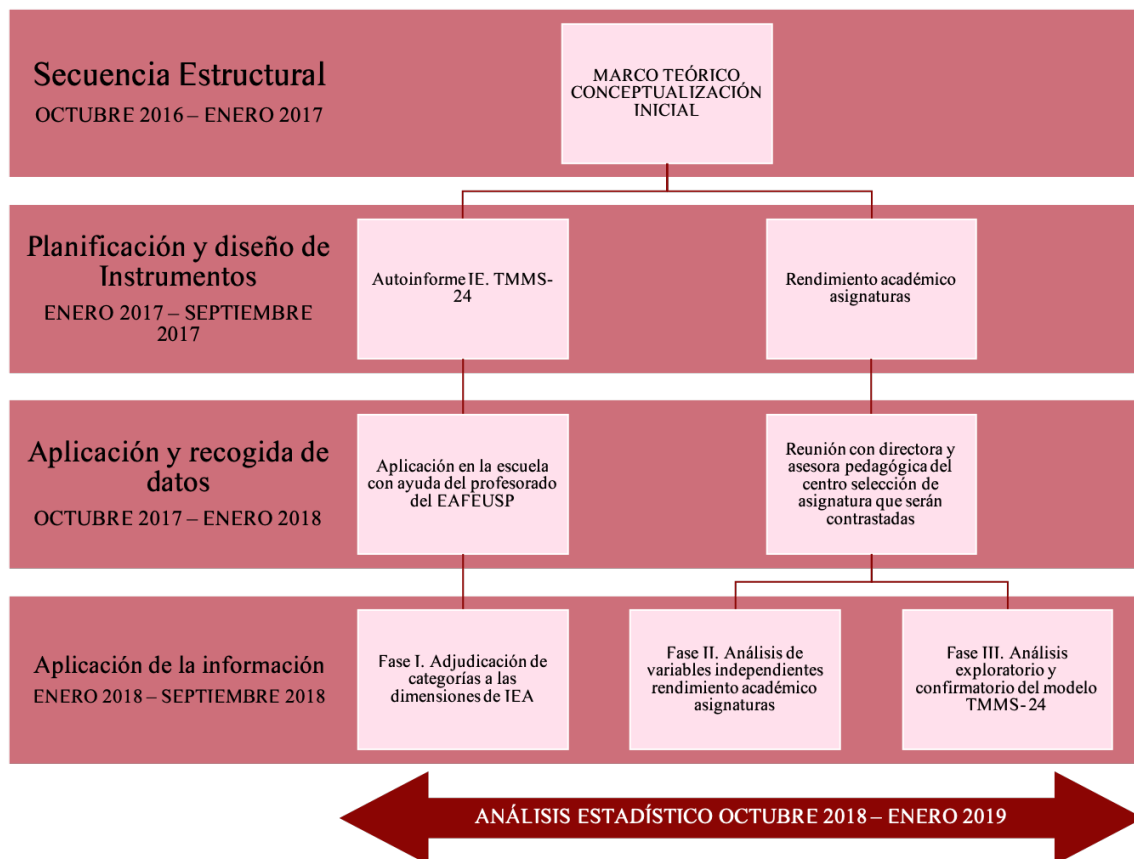 Secuencia Estructural
OCTUBRE 2016 – ENERO 2017
MARCO TEÓRICO
CONCEPTUALIZACIÓN
INICIAL
Planificación y diseño de
Instrumentos
ENERO 2017 – SEPTIEMBRE
2017
Autoinforme IE. TMMS-
24
Rendimiento académico
asignaturas
Aplicación y recogida de
datos
OCTUBRE 2017 – ENERO 2018
Aplicación en la escuela
con ayuda del profesorado
del EAFEUSP
Reunión con directora y
asesora pedagógica del
centro selección de
asignatura que serán
contrastadas
Aplicación de la información
ENERO 2018 – SEPTIEMBRE 2018
Fase I. Adjudicación de
categorías a las
dimensiones de IEA
Fase II. Análisis de
variables independientes
rendimiento académico
asignaturas
Fase III. Análisis
exploratorio y
confirmatorio del modelo
TMMS-24
ANÁLISIS ESTADÍSTICO OCTUBRE 2018 – ENERO 2019